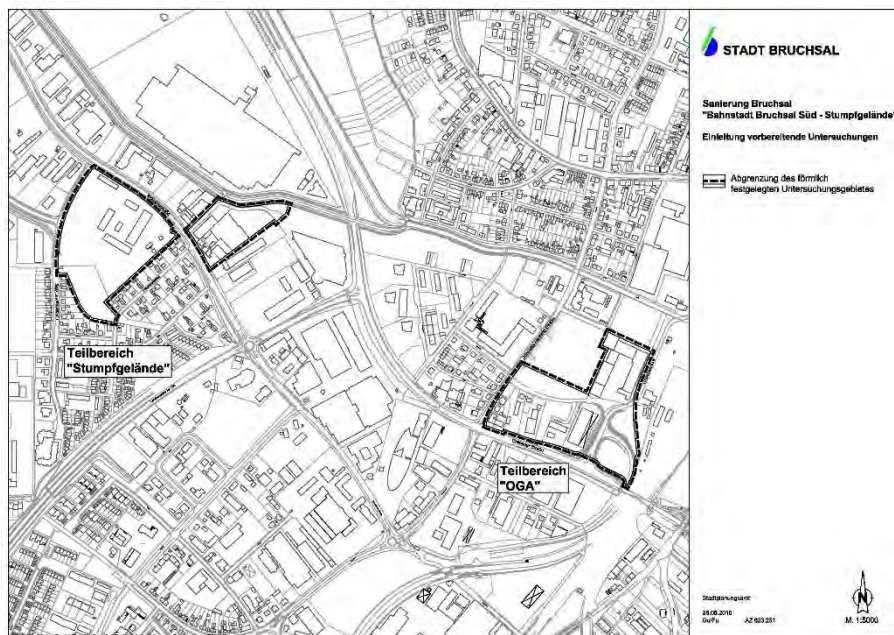 STADT BRUCHSAL
Sanierung Bruchsal
"Bahnstadt Bruchsal Süd - Stumpfgelände"
Einleitung vorbereitende Untersuchungen
Abgrenzung des förmlich
festgelegten Untersuchungsgebietes
Teilbereich
"Stumpfgelände"
Teilbereich
"OGA"
Stadtplanungsamt
AZ
N
M. 1:5000